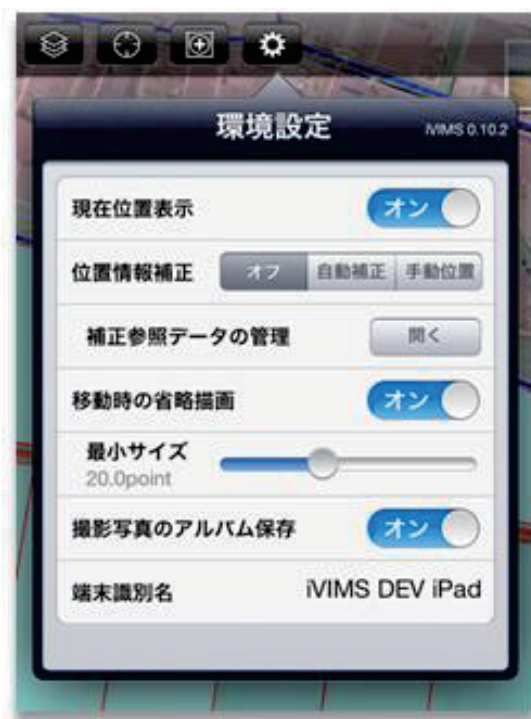 環境設定
iVIMS 0.10.2
現在位置表示 オン
位置情報補正 オフ 自動補正 手動位置
補正参照データの管理 開く
移動時の省略描画 オン
最小サイズ
20.0point
撮影写真のアルバム保存 オン
端末識別名 iVIMS DEV iPad